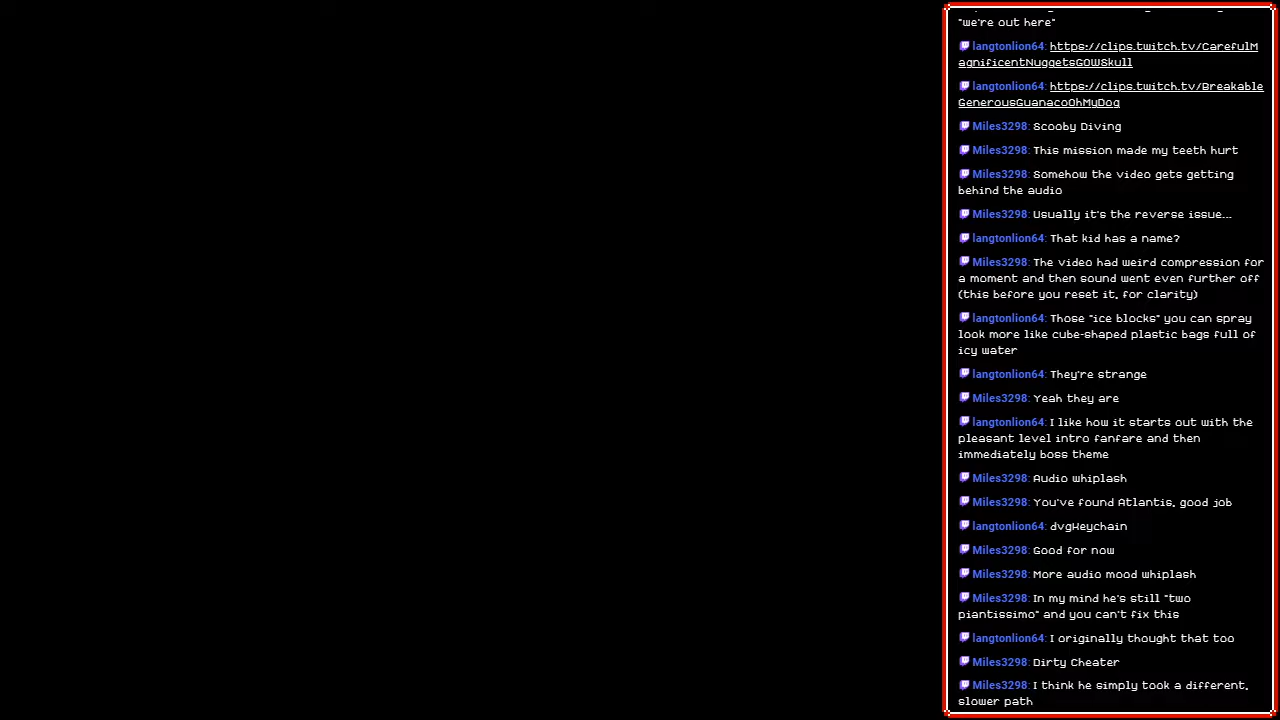 "we're out here"
langtonlion64: https://clips.twitch.tv/CarefulM
agnificentNuggetsGOWSkull
langtonlion64: https://clips.twitch.tv/Breakable
GenerousGuanacoOhMyDog
Miles3298: Scooby Diving
Miles3298: This mission made my teeth hurt
Miles3298: Somehow the video gets getting
behind the audio
Miles3298: Usually it's the reverse issue...
langtonlion64: That kid has a name?
Miles3298: The video had weird compression for
a moment and then sound went even further off
(this before you reset it, for clarity)
langtonlion64: Those "ice blocks" you can spray
look more like cube-shaped plastic bags full of
icy water
langtonlion64: They're strange
Miles3298: Yeah they are
langtonlion64: I like how it starts out with the
pleasant level intro fanfare and then
immediately boss theme
Miles3298: Audio whiplash
Miles3298: You've found Atlantis, good job
langtonlion64: dvgKeychain
Miles3298: Good for now
Miles3298: More audio mood whiplash
Miles3298: In my mind he's still "two
piantissimo" and you can't fix this
langtonlion64: I originally thought that too
Miles3298: Dirty Cheater
Miles3298: I think he simply took a different,
slower path